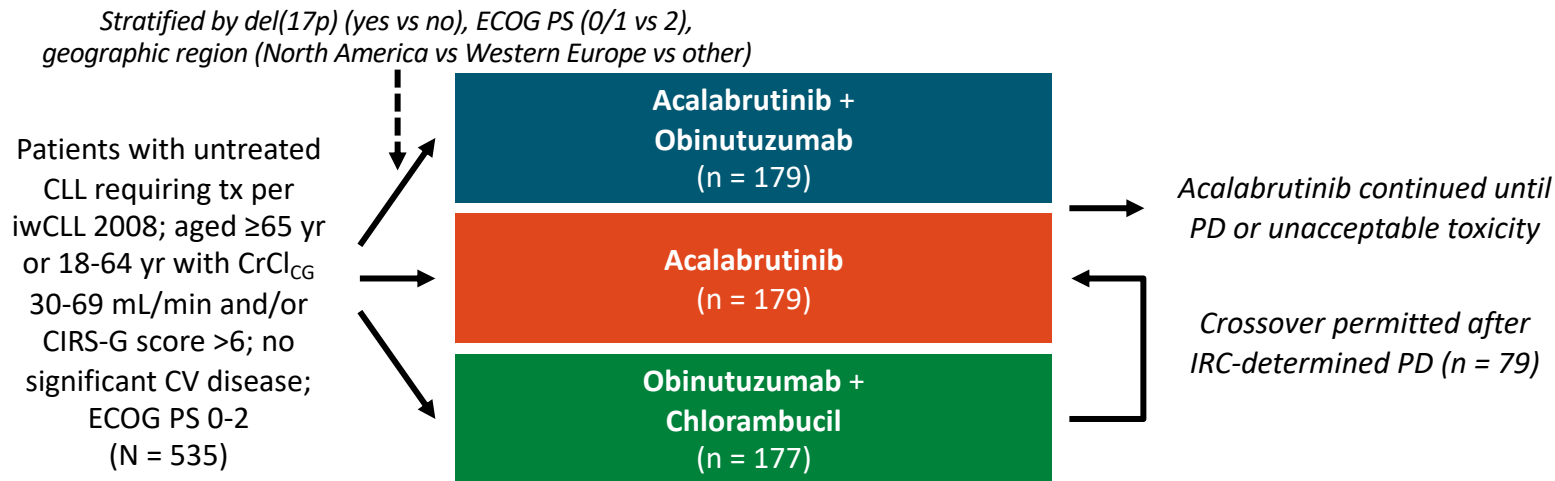 Stratified by del(17p) (yes vs no), ECOG PS (0/1 vs 2),
geographic region (North America vs Western Europe vs other)
Patients with untreated
CLL requiring tx per
iwCLL 2008; aged ≥65 yr
or 18-64 yr with CrCl_CG
30-69 mL/min and/or
CIRS-G score >6; no
significant CV disease;
ECOG PS 0-2
(N = 535)
Acalabrutinib +
Obinutuzumab
(n = 179)
Acalabrutinib
(n = 179)
Obinutuzumab +
Chlorambucil
(n = 177)
Acalabrutinib continued until
PD or unacceptable toxicity
Crossover permitted after
IRC-determined PD (n = 79)